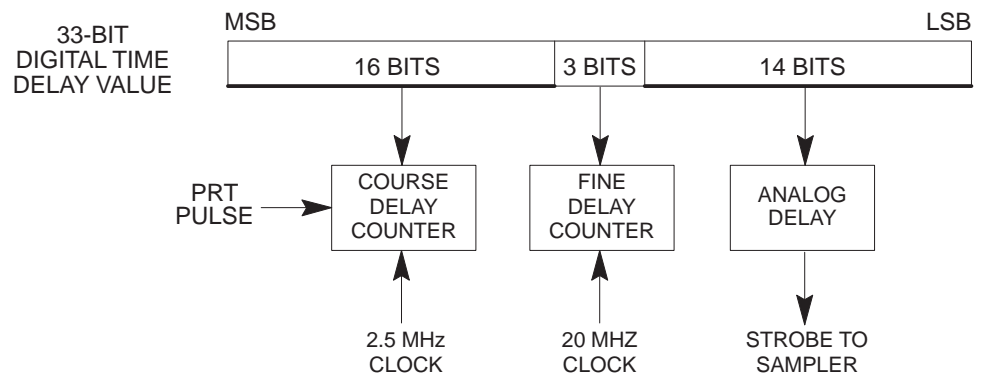 MSB
LSB
33-BIT
DIGITAL TIME
DELAY VALUE
16 BITS
3 BITS
14 BITS
PRT
PULSE
COURSE
DELAY
COUNTER
FINE
DELAY
COUNTER
ANALOG
DELAY
2.5 MHz
CLOCK
20 MHZ
CLOCK
STROBE TO
SAMPLER